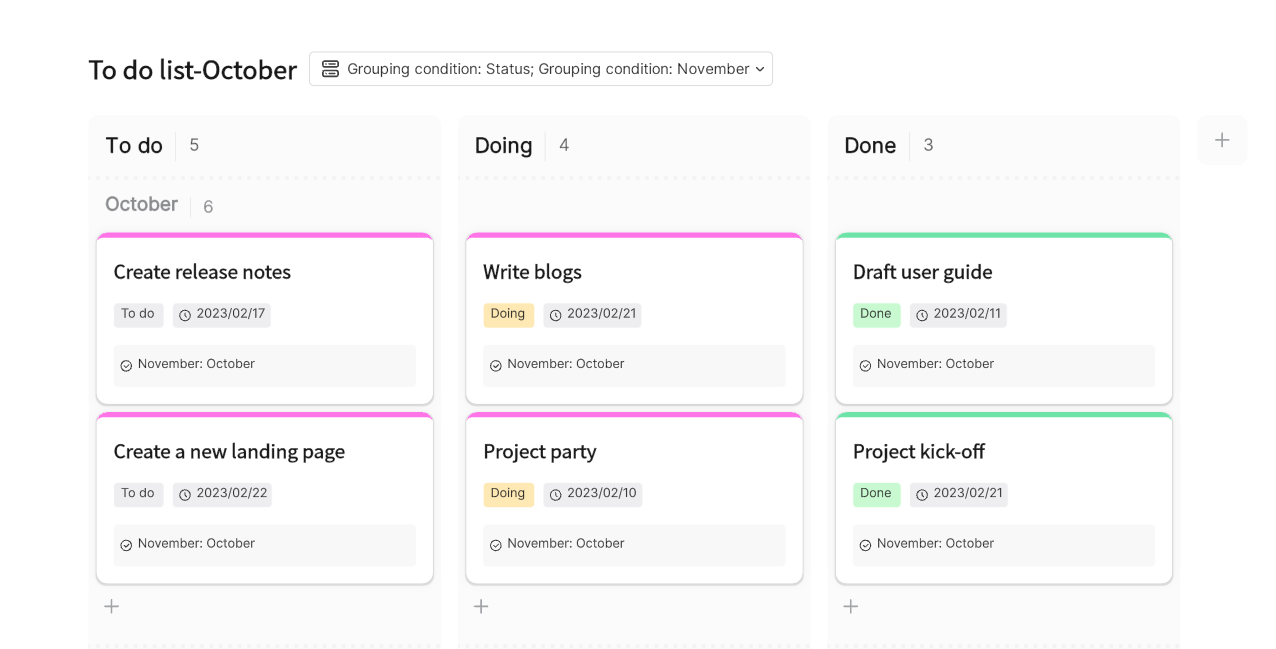 To do list-October
Grouping condition: Status; Grouping condition: November
To do 5
Doing 4
Done 3
October 6
Create release notes
To do 2023/02/17
November: October
Write blogs
Doing 2023/02/21
November: October
Draft user guide
Done 2023/02/11
November: October
Create a new landing page
To do 2023/02/22
November: October
Project party
Doing 2023/02/10
November: October
Project kick-off
Done 2023/02/21
November: October